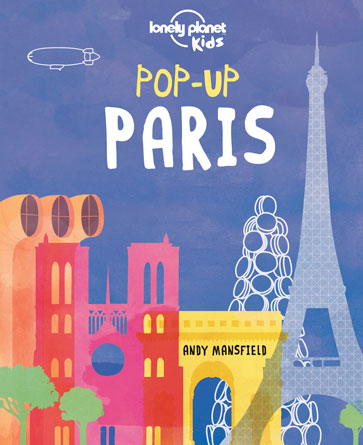 lonely planet
Kids
POP-UP
PARIS
ANDY MANSFIELD